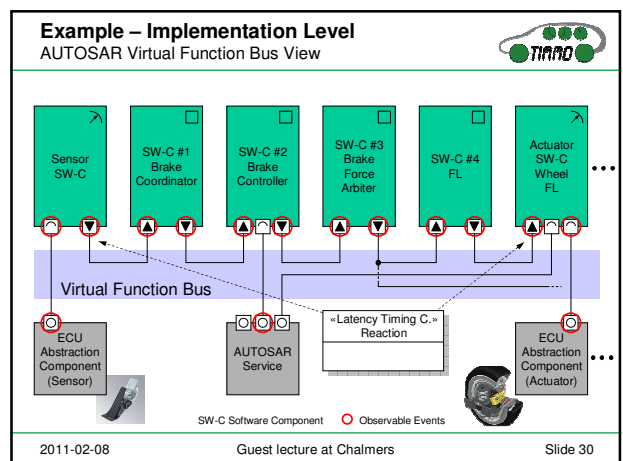 Example – Implementation Level
AUTOSAR Virtual Function Bus View
TIMMO
Sensor
SW-C
SW-C #1
Brake
Coordinator
SW-C #2
Brake
Controller
SW-C #3
Brake
Force
Arbiter
SW-C #4
FL
Actuator
SW-C
Wheel
FL
Virtual Function Bus
«Latency Timing C.»
Reaction
ECU
Abstraction
Component
(Sensor)
AUTOSAR
Service
ECU
Abstraction
Component
(Actuator)
SW-C Software Component
Observable Events
2011-02-08
Guest lecture at Chalmers
Slide 30